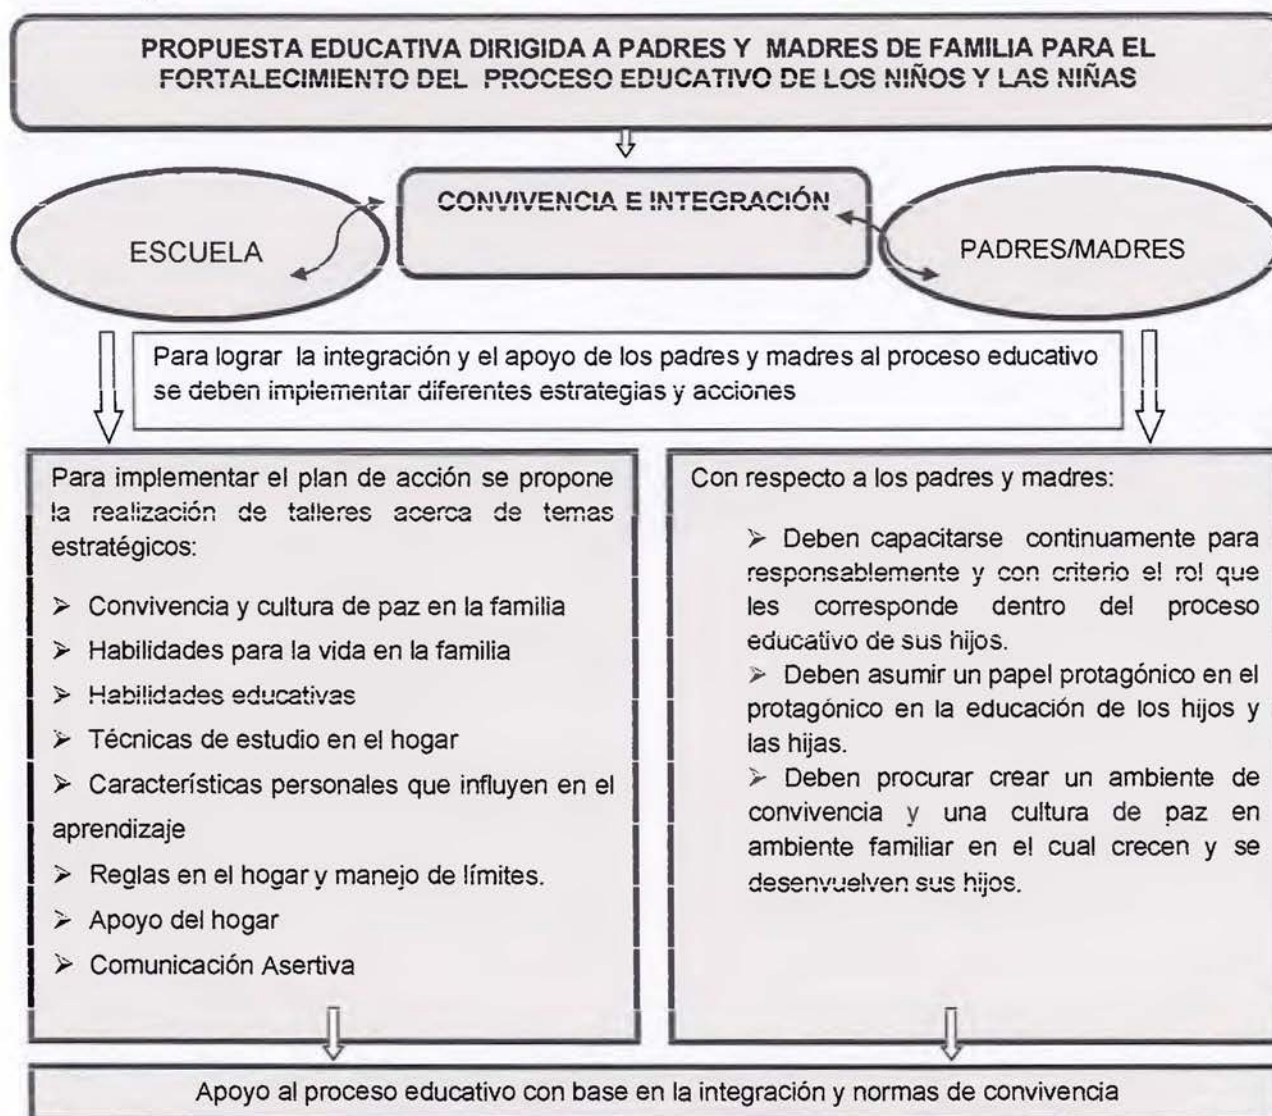 PROPUESTA EDUCATIVA DIRIGIDA A PADRES Y MADRES DE FAMILIA PARA EL
FORTALECIMIENTO DEL PROCESO EDUCATIVO DE LOS NIÑOS Y LAS NIÑAS
ESCUELA
CONVIVENCIA E INTEGRACIÓN
PADRES/MADRES
Para lograr la integración y el apoyo de los padres y madres al proceso educativo
se deben implementar diferentes estrategias y acciones
Para implementar el plan de acción se propone
la realización de talleres acerca de temas
estratégicos:
➢ Convivencia y cultura de paz en la familia
➢ Habilidades para la vida en la familia
➢ Habilidades educativas
➢ Técnicas de estudio en el hogar
➢ Características personales que influyen en el
aprendizaje
➢ Reglas en el hogar y manejo de límites.
➢ Apoyo del hogar
➢ Comunicación Asertiva
Con respecto a los padres y madres:
➢ Deben capacitarse continuamente para
responsablemente y con criterio el rol que
les corresponde dentro del proceso
educativo de sus hijos.
➢ Deben asumir un papel protagónico en el
protagónico en la educación de los hijos y
las hijas.
➢ Deben procurar crear un ambiente de
convivencia y una cultura de paz en
ambiente familiar en el cual crecen y se
desenvuelven sus hijos.
Apoyo al proceso educativo con base en la integración y normas de convivencia